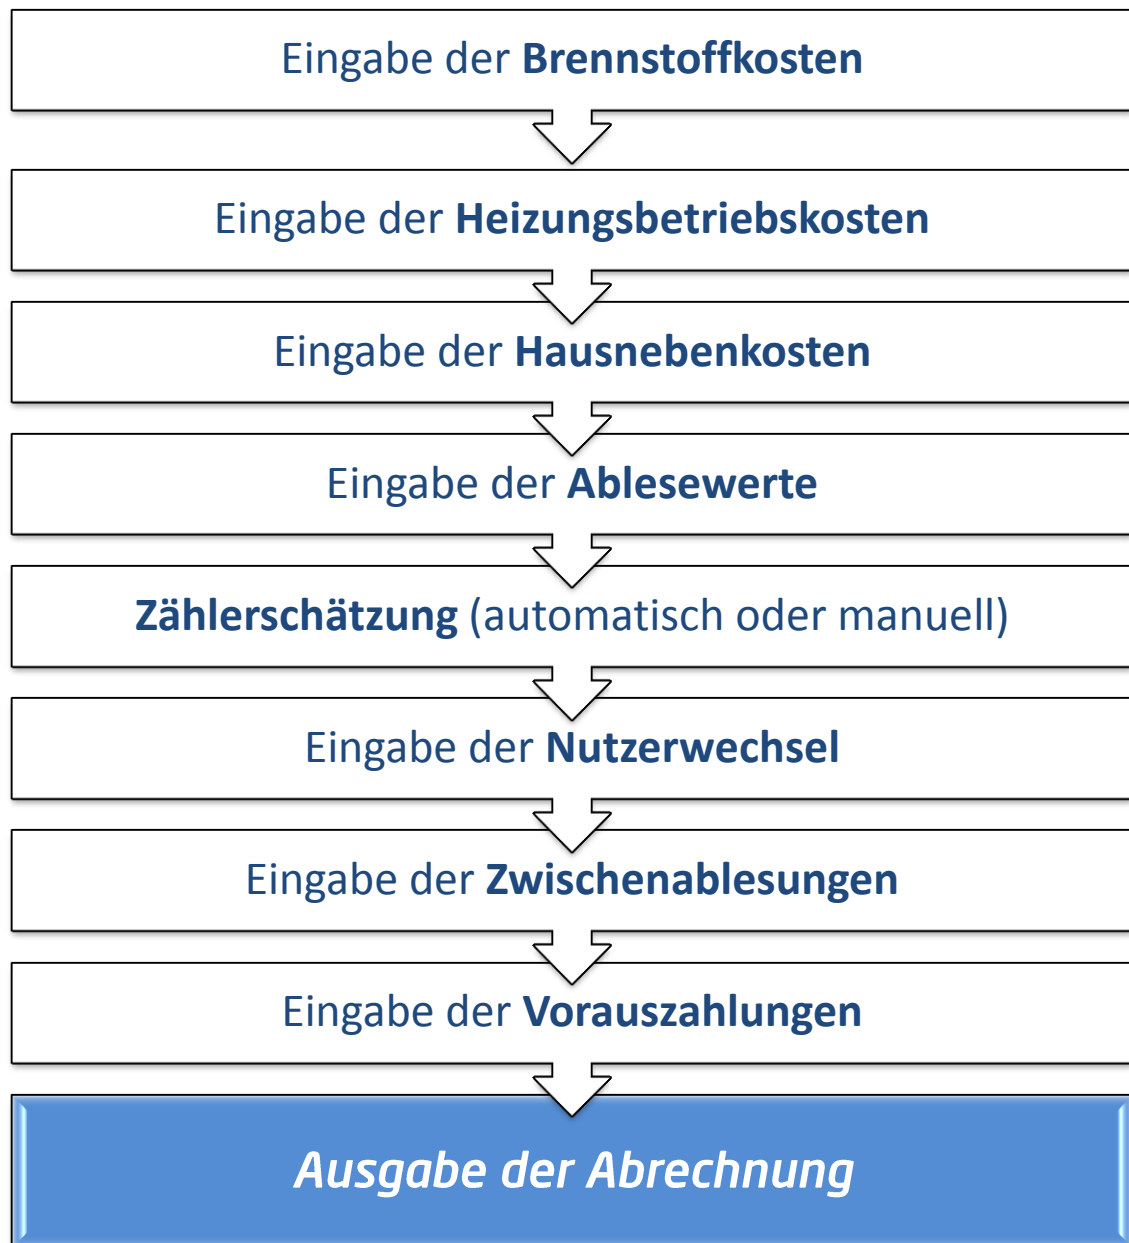 Eingabe der Brennstoffkosten
Eingabe der Heizungsbetriebskosten
Eingabe der Hausnebenkosten
Eingabe der Ablesewerte
Zählerschätzung (automatisch oder manuell)
Eingabe der Nutzerwechsel
Eingabe der Zwischenablesungen
Eingabe der Vorauszahlungen
Ausgabe der Abrechnung